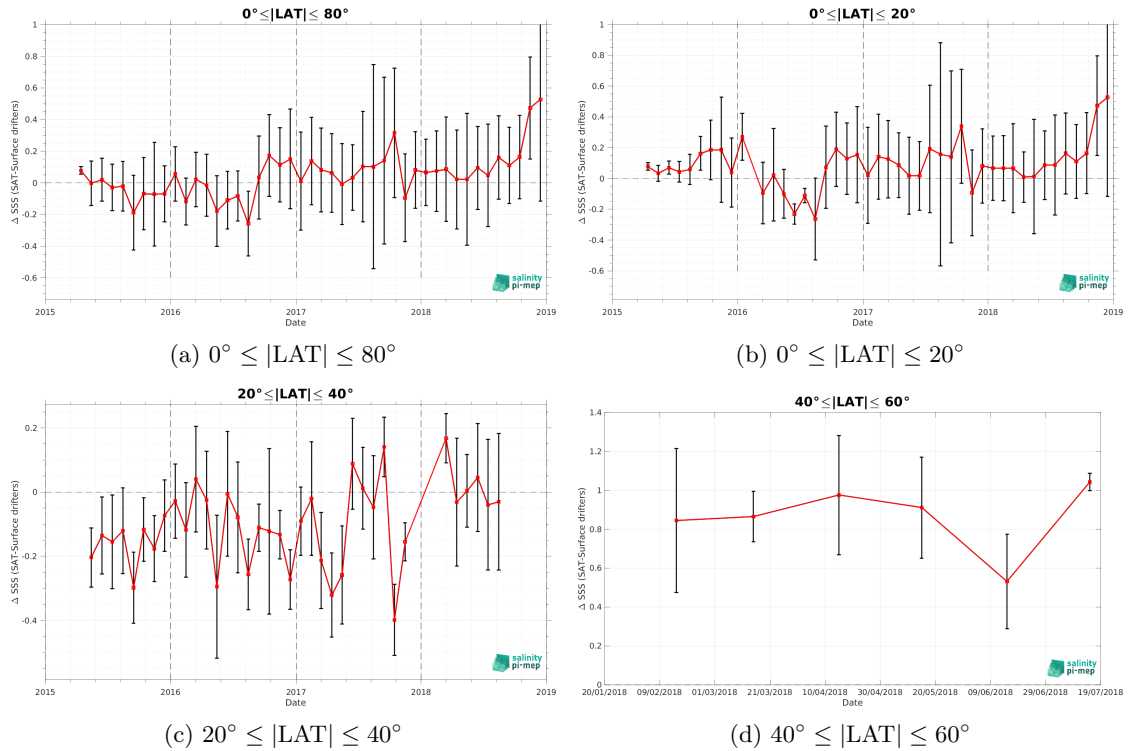 0°≤|LAT|≤ 80°
Δ SSS (SAT-Surface drifters)
1
0.8
0.6
0.4
0.2
0
-0.2
-0.4
-0.6
salinity
pi-mep
2015 2016 2017 2018 2019
Date
(a) 0° ≤ |LAT| ≤ 80°
0°≤|LAT|≤ 20°
Δ SSS (SAT-Surface drifters)
1
0.8
0.6
0.4
0.2
0
-0.2
-0.4
-0.6
salinity
pi-mep
2015 2016 2017 2018 2019
Date
(b) 0° ≤ |LAT| ≤ 20°
20°≤|LAT|≤ 40°
Δ SSS (SAT-Surface drifters)
0.2
0
-0.2
-0.4
salinity
pi-mep
2015 2016 2017 2018 2019
Date
(c) 20° ≤ |LAT| ≤ 40°
40°≤|LAT|≤ 60°
Δ SSS (SAT-Surface drifters)
1.4
1.2
1
0.8
0.6
0.4
0.2
0
salinity
pi-mep
20/01/2018 09/02/2018 01/03/2018 21/03/2018 10/04/2018 30/04/2018 20/05/2018 09/06/2018 29/06/2018 19/07/2018
Date
(d) 40° ≤ |LAT| ≤ 60°